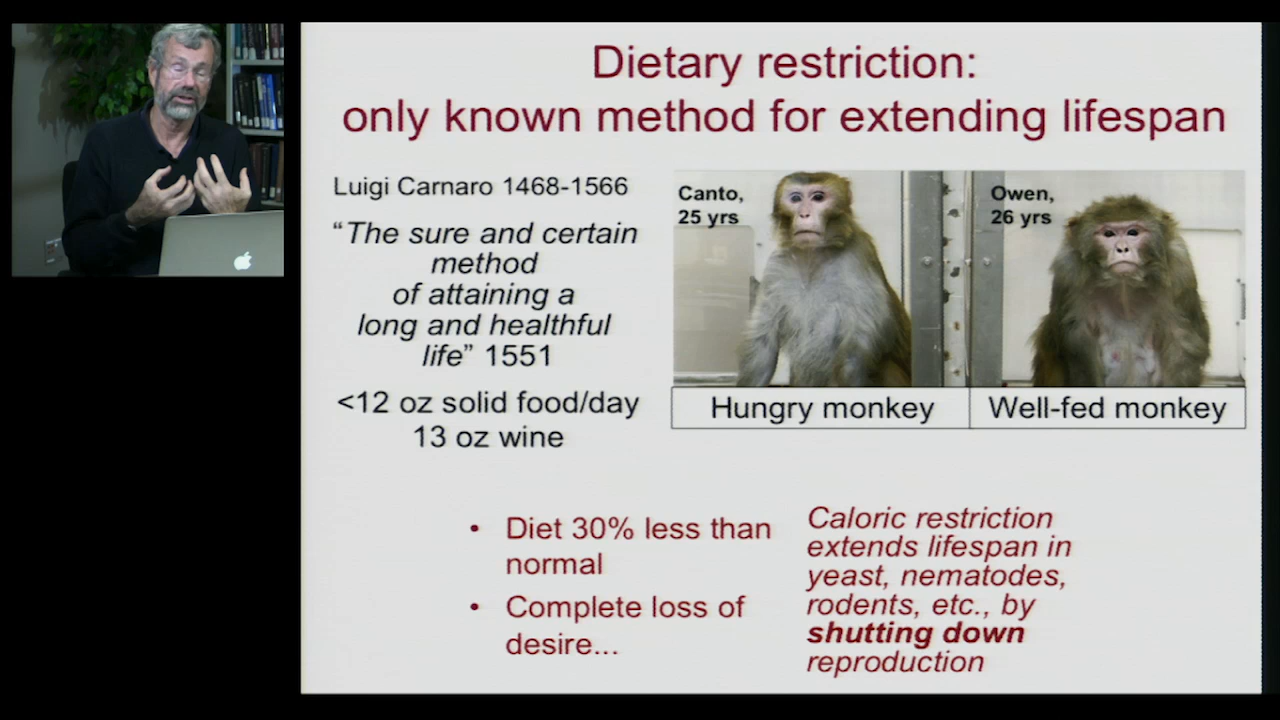 Dietary restriction:
only known method for extending lifespan
Luigi Carnaro 1468-1566
“The sure and certain
method
of attaining a
long and healthful
life” 1551
<12 oz solid food/day
13 oz wine
Canto,
25 yrs
Owen,
26 yrs
Hungry monkey
Well-fed monkey
• Diet 30% less than
normal
• Complete loss of
desire...
Caloric restriction
extends lifespan in
yeast, nematodes,
rodents, etc., by
shutting down
reproduction